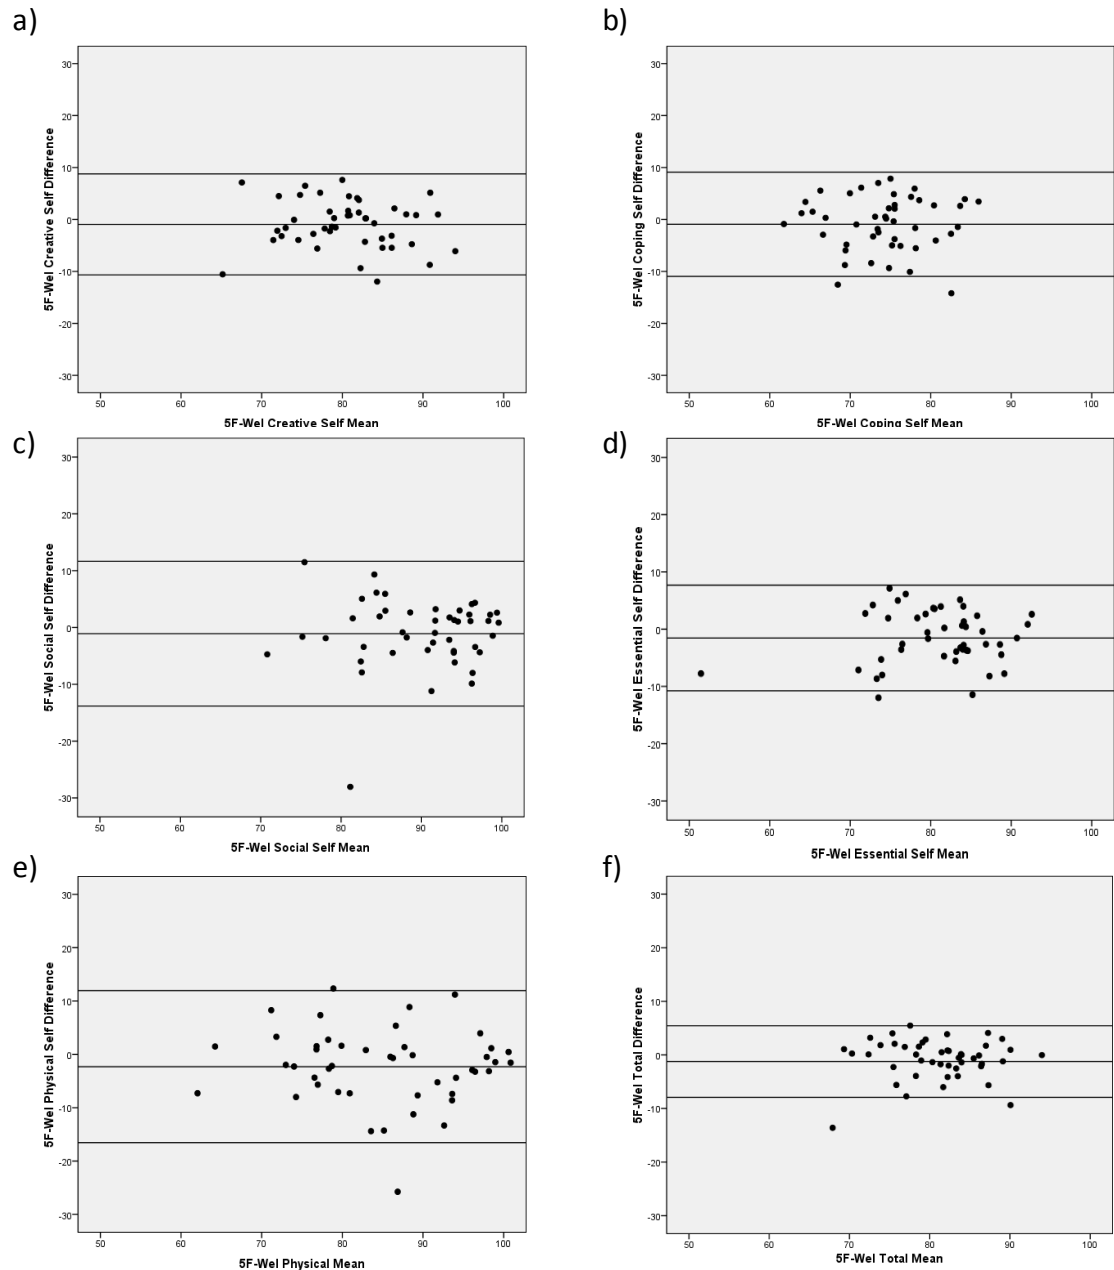 a)
30
20
10
0
-10
-20
-30
5F-Wel Creative Self Difference
50 60 70 80 90 100
5F-Wel Creative Self Mean
b)
30
20
10
0
-10
-20
-30
5F-Wel Coping Self Difference
50 60 70 80 90 100
5F-Wel Coping Self Mean
c)
30
20
10
0
-10
-20
-30
5F-Wel Social Self Difference
50 60 70 80 90 100
5F-Wel Social Self Mean
d)
30
20
10
0
-10
-20
-30
5F-Wel Essential Self Difference
50 60 70 80 90 100
5F-Wel Essential Self Mean
e)
30
20
10
0
-10
-20
-30
5F-Wel Physical Self Difference
50 60 70 80 90 100
5F-Wel Physical Mean
f)
30
20
10
0
-10
-20
-30
5F-Wel Total Difference
50 60 70 80 90 100
5F-Wel Total Mean